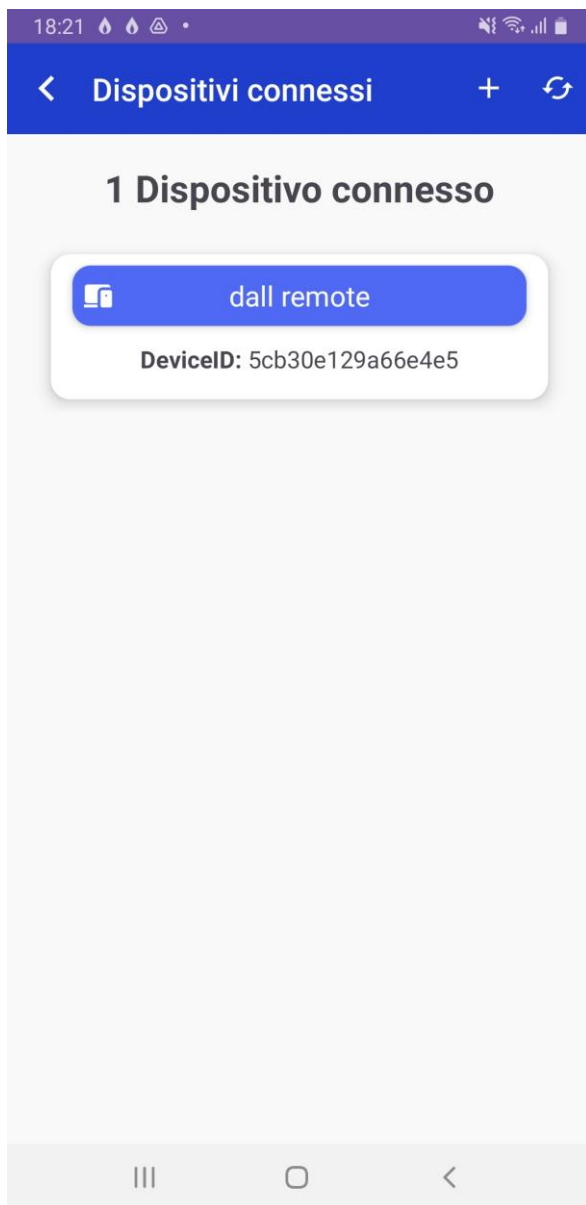 18:21
Dispositivi connessi
1 Dispositivo connesso
dall remote
DeviceID: 5cb30e129a66e4e5